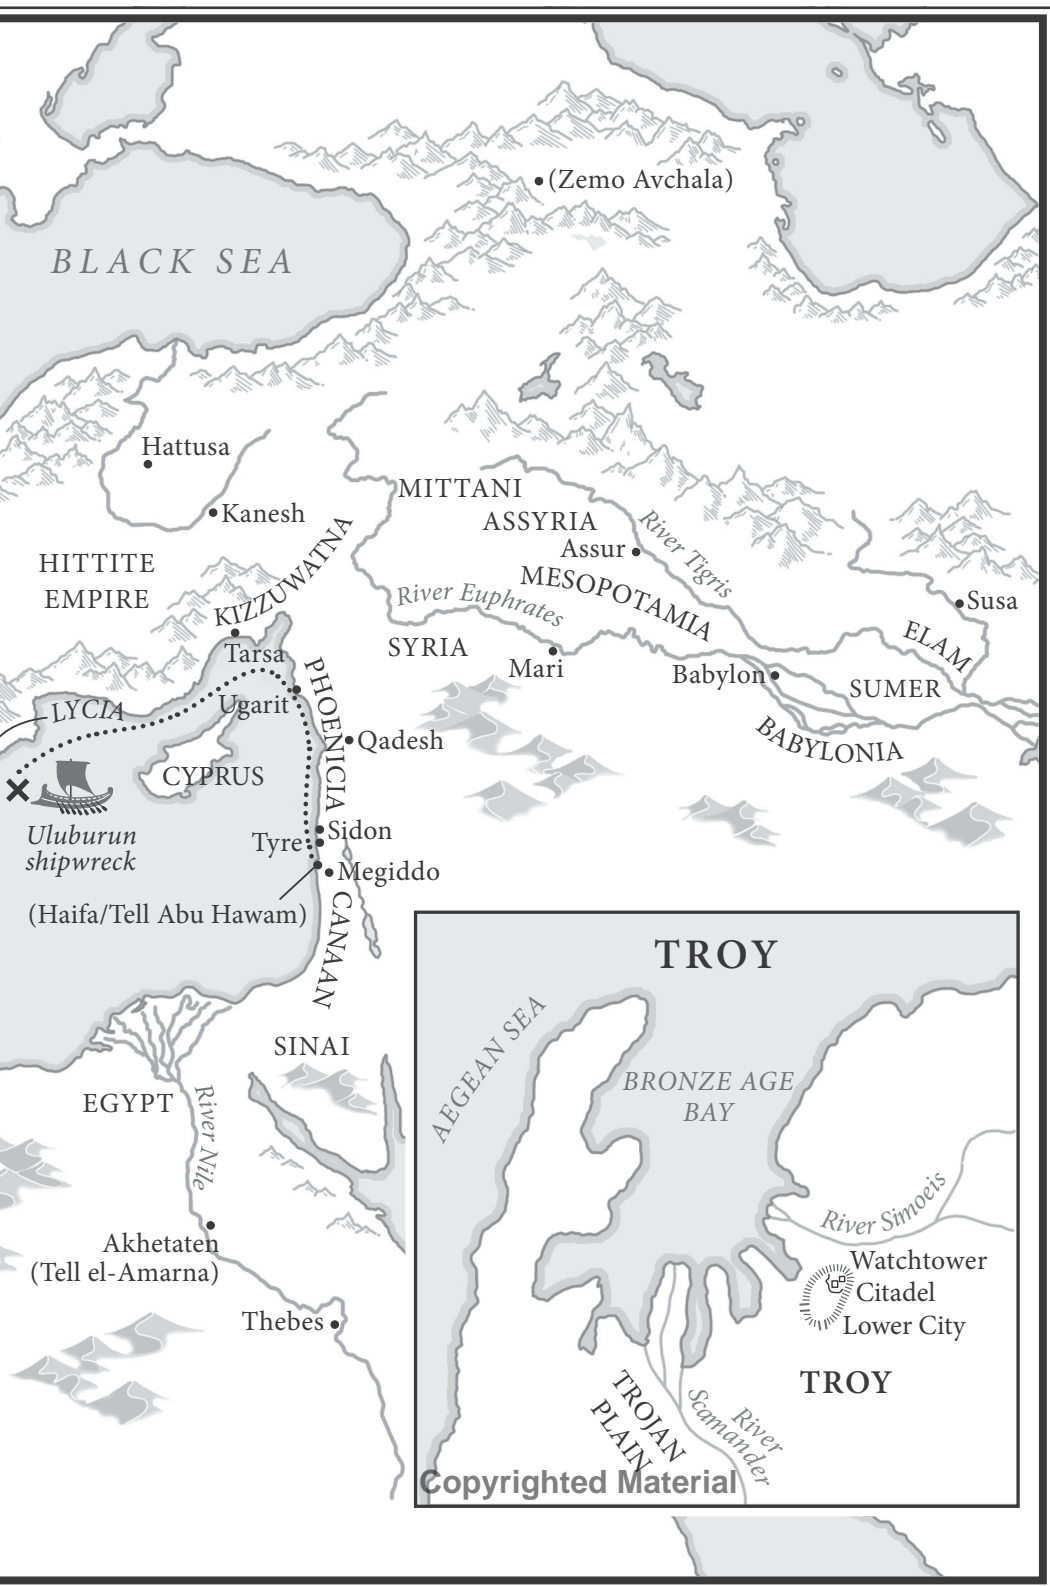 (Zemo Avchala)
BLACK SEA
Hattusa
Kanesh
MITTANI
ASSYRIA
Assur
River Tigris
HITTITE
EMPIRE
KIZZUWATNA
MESOPOTAMIA
River Euphrates
Susa
Tarsa
SYRIA
Mari
ELAM
Babylon
SUMER
LYCIA
Ugarit
PHOENICIA
Qadesh
BABYLONIA
CYPRUS
Uluburun
shipwreck
Sidon
Tyre
Megiddo
(Haifa/Tell Abu Hawam)
CANAAN
SINAI
EGYPT
River Nile
Akhetaten
(Tell el-Amarna)
Thebes
TROY
AEGEAN SEA
BRONZE AGE
BAY
River Simoeis
Watchtower
Citadel
Lower City
TROY
TROJAN
PLAIN
River
Scamander
Copyrighted Material